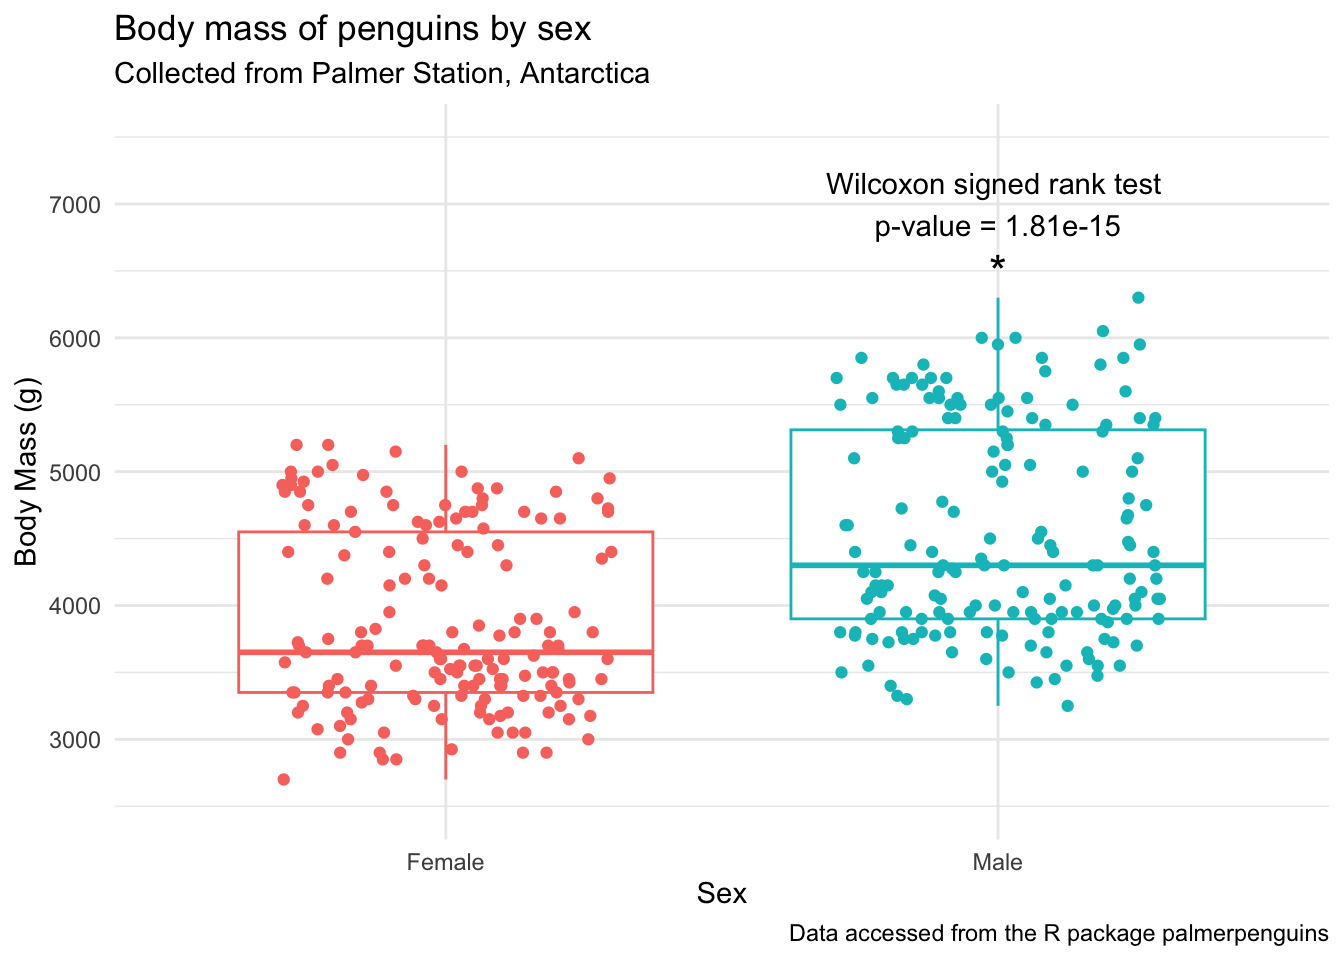 Body mass of penguins by sex
Collected from Palmer Station, Antarctica
Wilcoxon signed rank test
p-value = 1.81e-15
*
7000
6000
5000
4000
3000
Body Mass (g)
Female
Male
Sex
Data accessed from the R package palmerpenguins